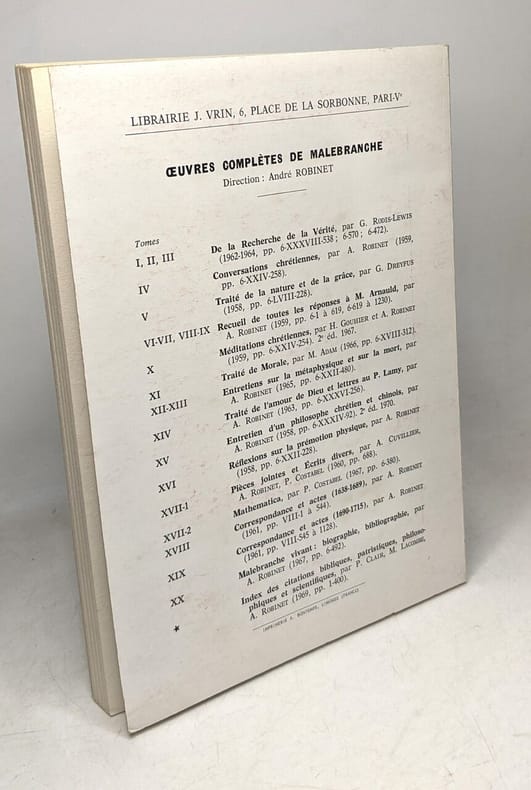 LIBRAIRIE J. VRIN, 6, PLACE DE LA SORBONNE, PARI-Vᵉ
ŒUVRES COMPLÈTES DE MALEBRANCHE
Direction : André ROBINET
Tomes
I, II, III De la Recherche de la Vérité, par G. RODIS-LEWIS
(1962-1964, pp. 6-XXXVIII-538 ; 6-570 ; 6-472).
IV Conversations chrétiennes, par A. ROBINET (1959,
pp. 6-XXIV-258).
V Traité de la nature et de la grâce, par G. DREYFUS
(1958, pp. 6-LVIII-228).
VI-VII, VIII-IX Recueil de toutes les réponses à M. Arnauld, par
A. ROBINET (1959, pp. 6-1 à 619, 6-619 à 1230).
X Méditations chrétiennes, par H. GOUHIER et A. ROBINET
(1959, pp. 6-XXIV-254). 2ᵉ éd. 1967.
XI Traité de Morale, par M. ADAM (1966, pp. 6-XVIII-312).
XII-XIII Entretiens sur la métaphysique et sur la mort, par
A. ROBINET (1965, pp. 6-XXII-480).
XIV Traité de l'amour de Dieu et lettres au P. Lamy, par
A. ROBINET (1963, pp. 6-XXXVI-256).
XV Entretien d'un philosophe chrétien et chinois, par
A. ROBINET (1958, pp. 6-XXXIV-92). 2ᵉ éd. 1970.
XVI Réflexions sur la prémotion physique, par A. ROBINET
(1958, pp. 6-XXII-228).
XVII-1 Pièces jointes et Écrits divers, par A. CUVILLIER,
A. ROBINET, P. COSTABEL (1960, pp. 688).
XVII-2 Mathematica, par P. COSTABEL (1967, pp. 6-380).
XVIII Correspondance et actes (1638-1689), par A. ROBINET
(1961, pp. VIII-1 à 544).
XIX Correspondance et actes (1690-1715), par A. ROBINET
(1961, pp. VIII-545 à 1128).
XX Malebranche vivant : biographie, bibliographie, par
A. ROBINET (1967, pp. 6-492).
★ Index des citations bibliques, patristiques, philoso-
phiques et scientifiques, par P. CLAIR, M. LACOMBE,
A. ROBINET (1969, pp. 1-400).
IMPRIMERIE A. BONTEMPS, LIMOGES (FRANCE)